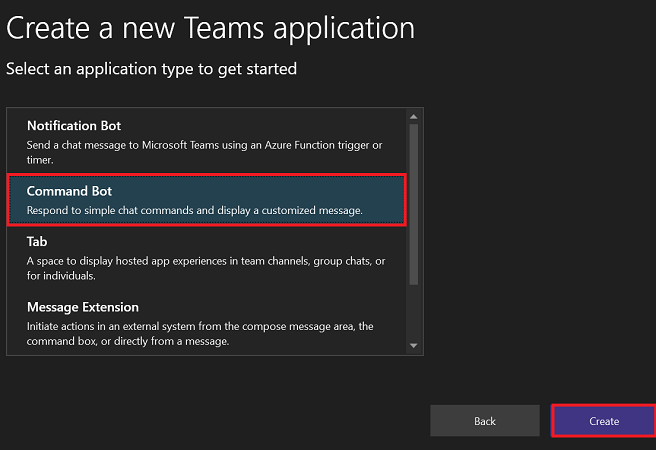 Create a new Teams application
Select an application type to get started
Notification Bot
Send a chat message to Microsoft Teams using an Azure Function trigger or
timer.
Command Bot
Respond to simple chat commands and display a customized message.
Tab
A space to display hosted app experiences in team channels, group chats, or
for individuals.
Message Extension
Initiate actions in an external system from the compose message area, the
command box, or directly from a message.
Back
Create